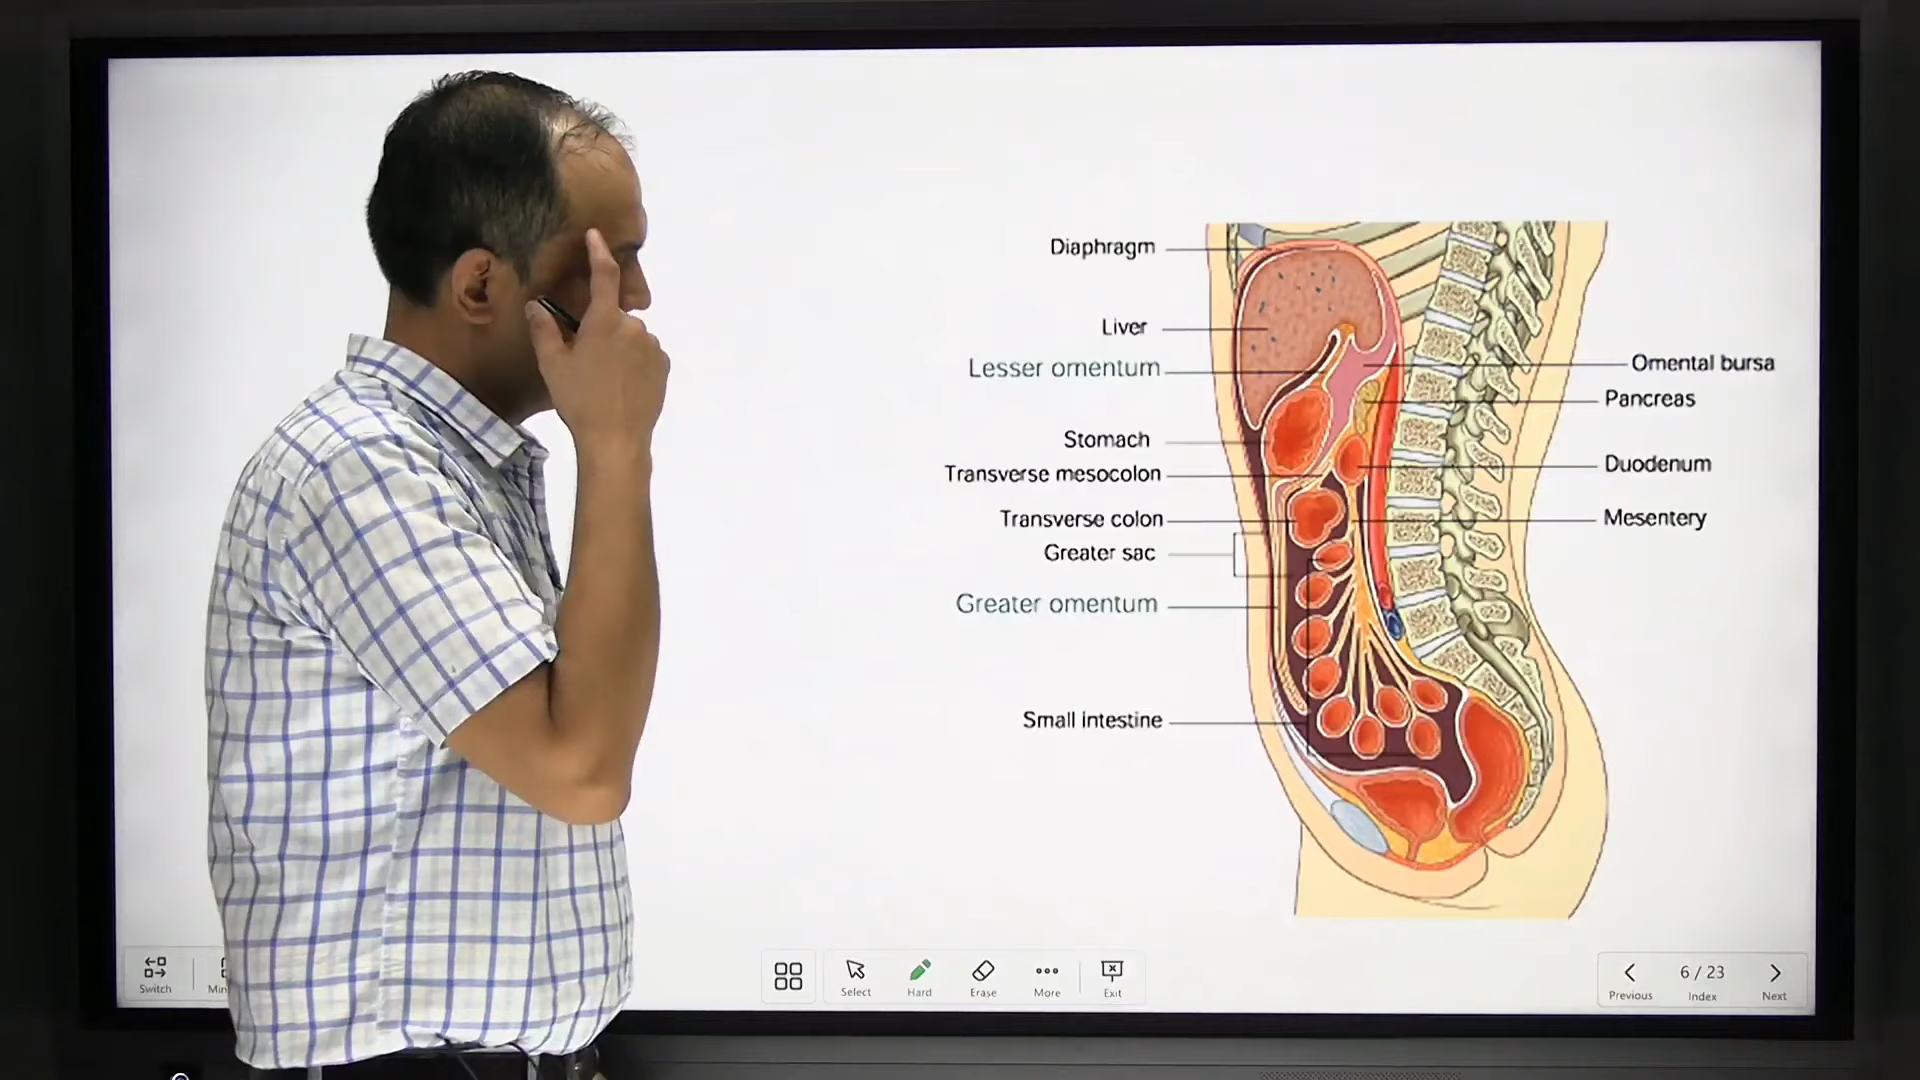 Diaphragm
Liver
Lesser omentum
Stomach
Transverse mesocolon
Transverse colon
Greater sac
Greater omentum
Small intestine
Omental bursa
Pancreas
Duodenum
Mesentery
Switch
Select
Hard
Erase
More
Exit
6 / 23
Previous
Index
Next